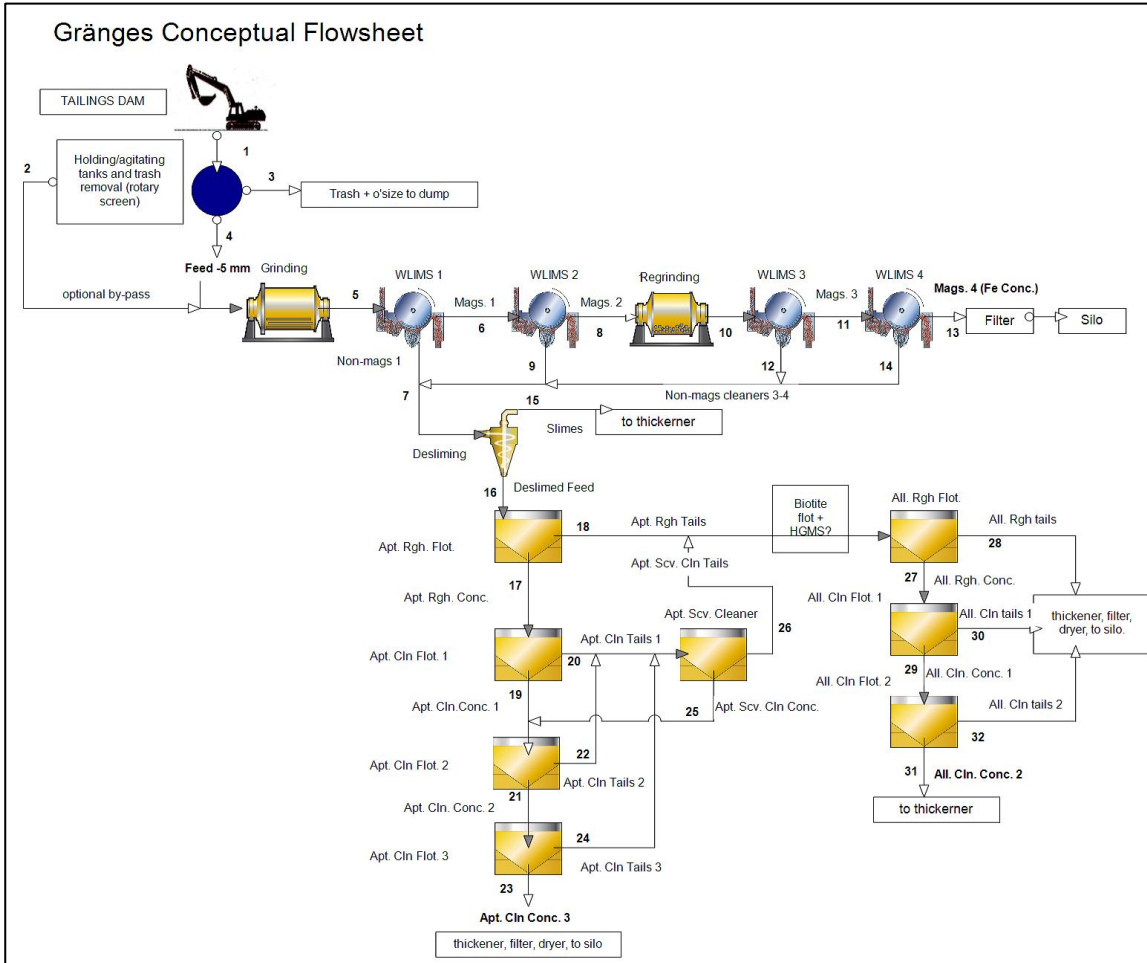 Gränges Conceptual Flowsheet
TAILINGS DAM
1
2
Holding/agitating
tanks and trash
removal (rotary
screen)
3
Trash + o'size to dump
4
Feed -5 mm
Grinding
optional by-pass
5
WLIMS 1
Mags. 1
6
WLIMS 2
Mags. 2
8
Regrinding
10
WLIMS 3
Mags. 3
11
WLIMS 4
Mags. 4 (Fe Conc.)
13
Filter
Silo
Non-mags 1
7
9
12
14
Non-mags cleaners 3-4
15
Slimes
to thickerner
Desliming
16
Deslimed Feed
Apt. Rgh. Flot.
18
Apt. Rgh Tails
Biotite
flot +
HGMS?
All. Rgh Flot.
All. Rgh tails
28
Apt. Scv. Cln Tails
17
Apt. Rgh. Conc.
27
All. Rgh. Conc.
All. Cln Flot. 1
All. Cln tails 1
30
thickener, filter,
dryer, to silo.
Apt. Cln Flot. 1
Apt. Cln Tails 1
20
Apt. Scv. Cleaner
26
19
Apt. Cln.Conc. 1
25
Apt. Scv. Cln Conc.
29
All. Cln. Conc. 1
All. Cln Flot. 2
All. Cln tails 2
32
Apt. Cln Flot. 2
22
Apt. Cln Tails 2
21
Apt. Cln. Conc. 2
31
All. Cln. Conc. 2
to thickerner
Apt. Cln Flot. 3
24
Apt. Cln Tails 3
23
Apt. Cln Conc. 3
thickener, filter, dryer, to silo